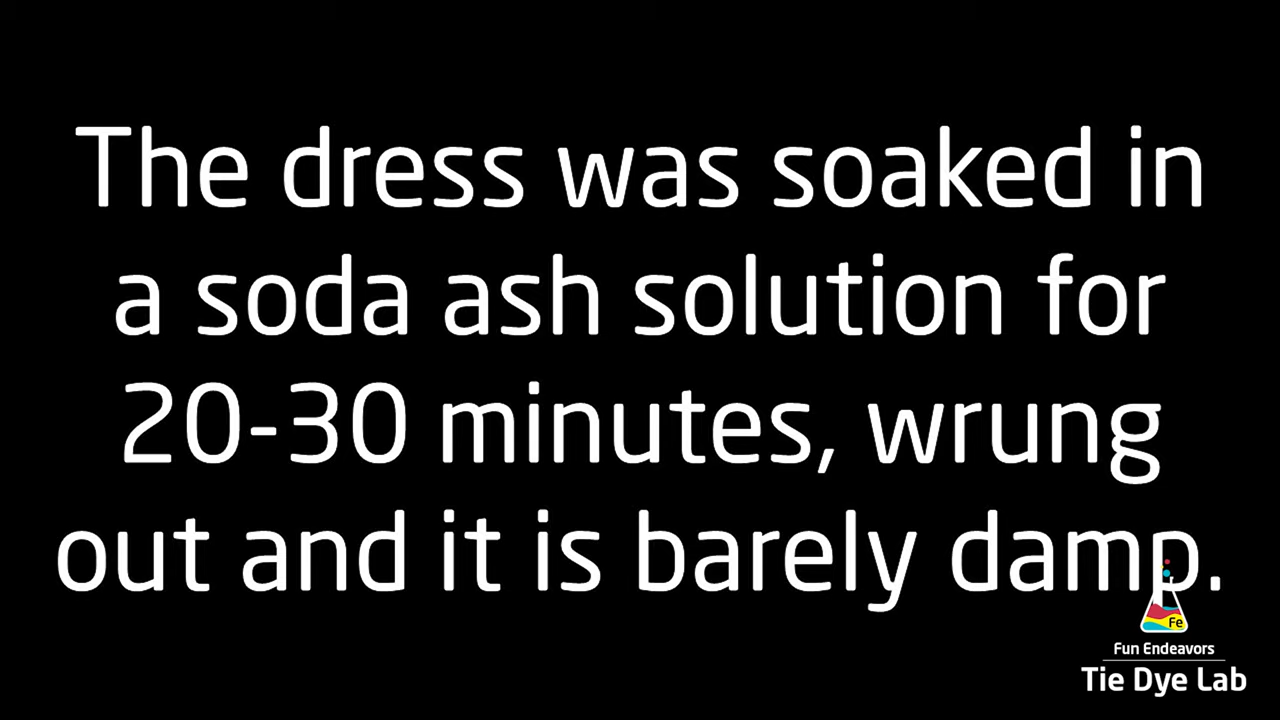 The dress was soaked in
a soda ash solution for
20-30 minutes, wrung
out and it is barely damp.
Fe
Fun Endeavors
Tie Dye Lab